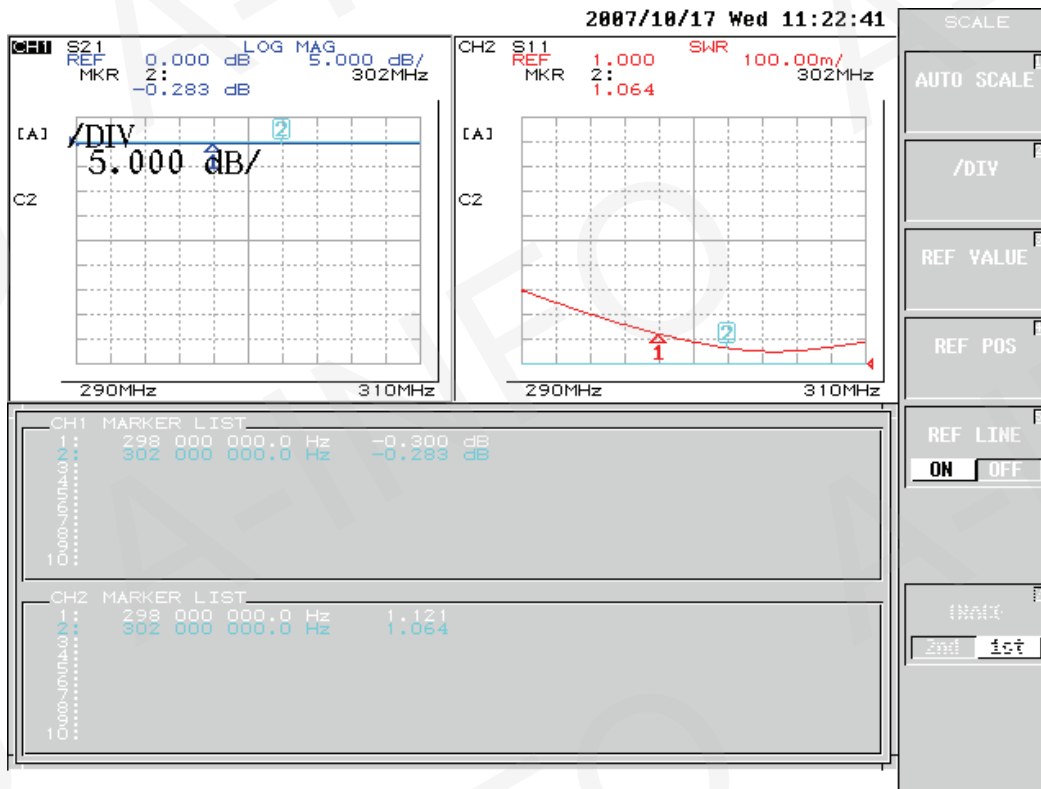 2007/10/17 Wed 11:22:41
CH1 S21 LOG MAG
REF 0.000 dB 5.000 dB/
MKR 2: 302MHz
-0.283 dB
[A]
/DIV
5.000 dB/
2
1
C2
290MHz 310MHz
CH2 S11 SWR
REF 1.000 100.00m/
MKR 2: 302MHz
1.064
[A]
C2
1
2
290MHz 310MHz
CH1 MARKER LIST
1: 298 000 000.0 Hz -0.300 dB
2: 302 000 000.0 Hz -0.283 dB
3:
4:
5:
6:
7:
8:
9:
10:
CH2 MARKER LIST
1: 298 000 000.0 Hz 1.121
2: 302 000 000.0 Hz 1.064
3:
4:
5:
6:
7:
8:
9:
10:
SCALE
AUTO SCALE
/DIV
REF VALUE
REF POS
REF LINE
ON OFF
TRACE
2nd 1st
A-INFO